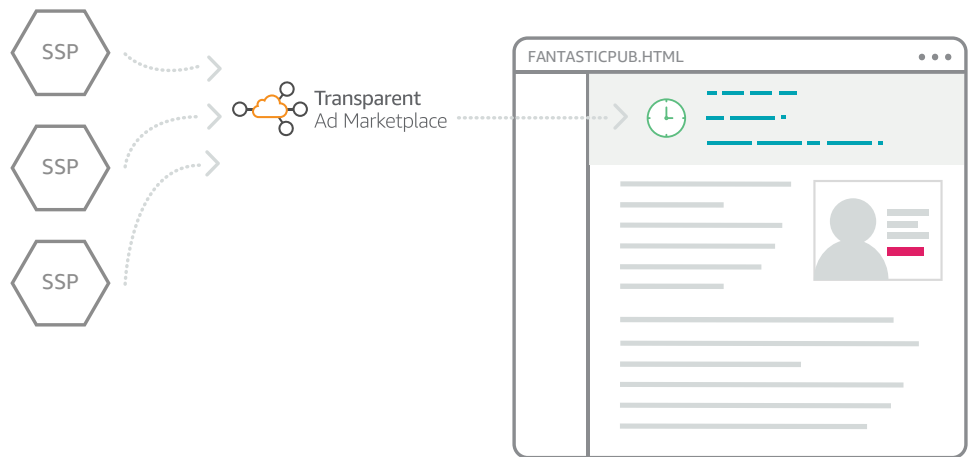 SSP
SSP
SSP
Transparent
Ad Marketplace
FANTASTICPUB.HTML